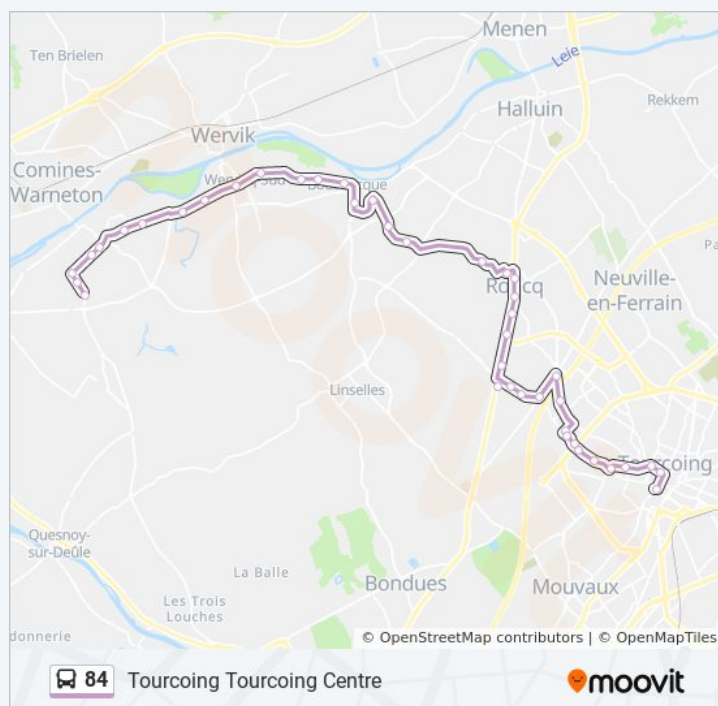 Menen
Ten Brielen
Leie
Rekkem
Halluin
Wervik
Comines-
Warneton
Neuville-
en-Ferrain
Linselles
Tourcoing
Quesnoy-
sur-Deûle
La Balle
Bondues
Les Trois
Louches
Mouvaux
donnerie
© OpenStreetMap contributors | © OpenMapTiles
84 Tourcoing Tourcoing Centre
moovit